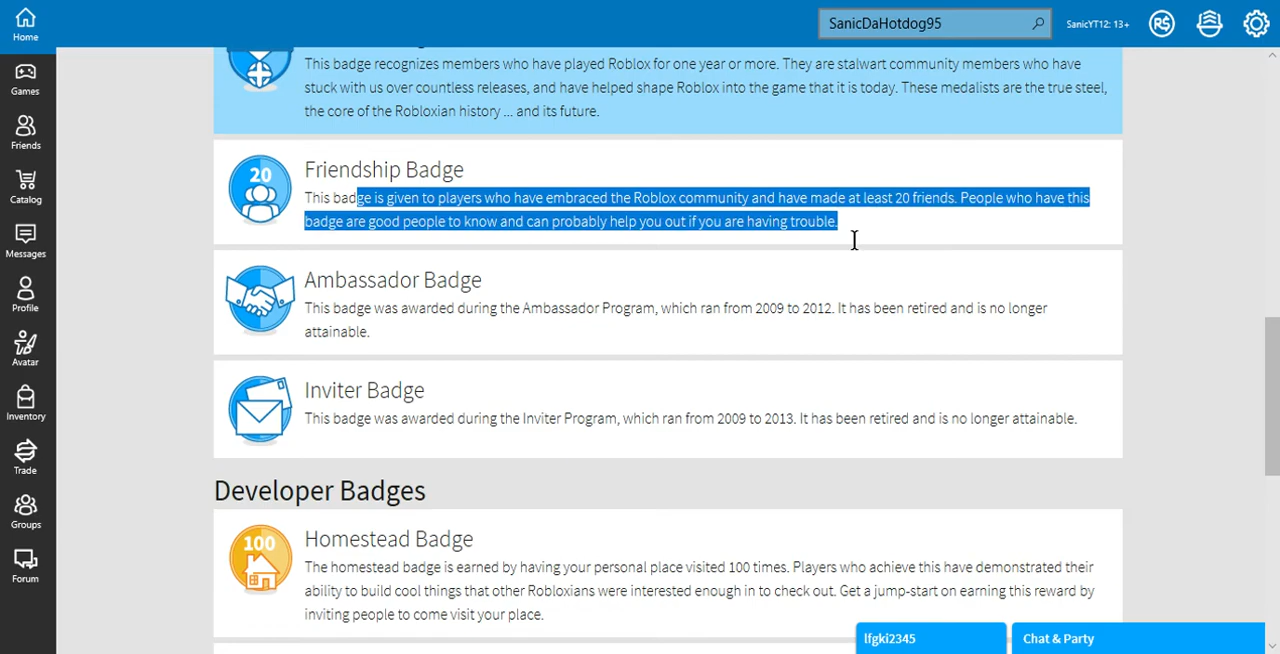 Home
SanicDaHotdog95
SanicYT12: 13+
R$
Games
Friends
Catalog
Messages
Profile
Avatar
Inventory
Trade
Groups
Forum
This badge recognizes members who have played Roblox for one year or more. They are stalwart community members who have
stuck with us over countless releases, and have helped shape Roblox into the game that it is today. These medalists are the true steel,
the core of the Robloxian history ... and its future.
20
Friendship Badge
This badge is given to players who have embraced the Roblox community and have made at least 20 friends. People who have this
badge are good people to know and can probably help you out if you are having trouble.
Ambassador Badge
This badge was awarded during the Ambassador Program, which ran from 2009 to 2012. It has been retired and is no longer
attainable.
Inviter Badge
This badge was awarded during the Inviter Program, which ran from 2009 to 2013. It has been retired and is no longer attainable.
Developer Badges
100
Homestead Badge
The homestead badge is earned by having your personal place visited 100 times. Players who achieve this have demonstrated their
ability to build cool things that other Robloxians were interested enough in to check out. Get a jump-start on earning this reward by
inviting people to come visit your place.
lfgki2345
Chat & Party